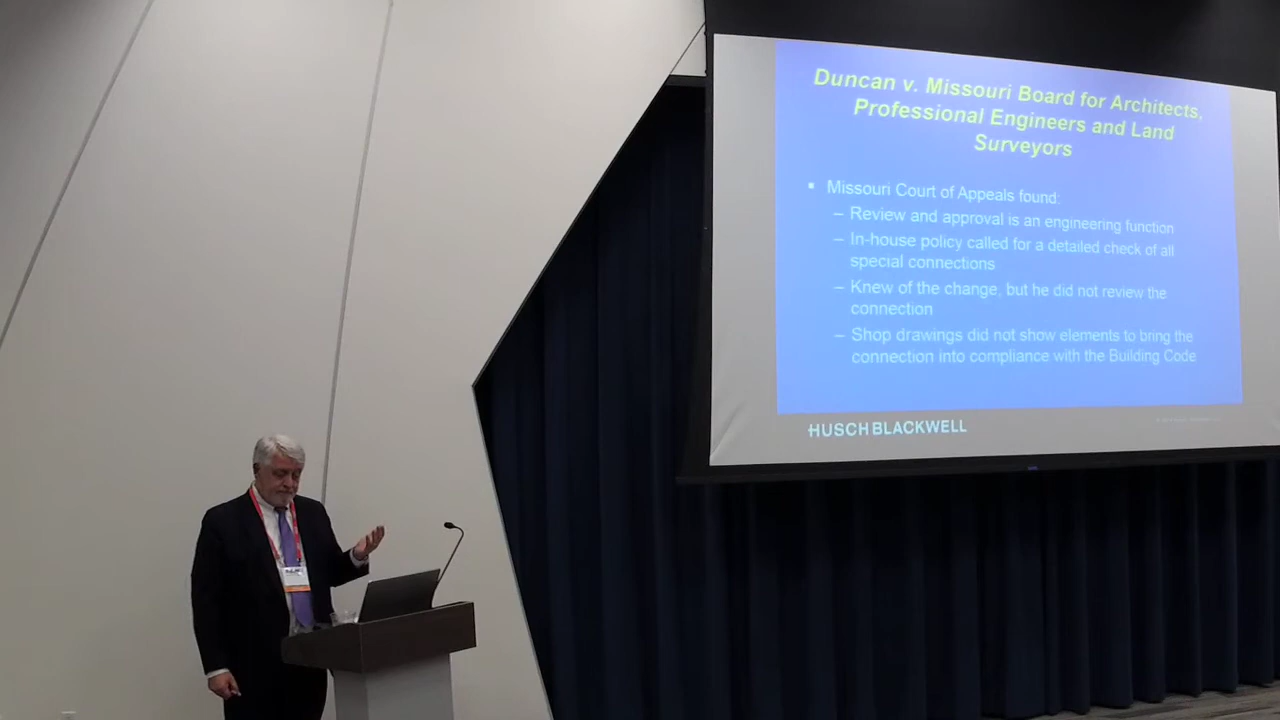 Duncan v. Missouri Board for Architects,
Professional Engineers and Land
Surveyors
▪ Missouri Court of Appeals found:
– Review and approval is an engineering function
– In-house policy called for a detailed check of all
special connections
– Knew of the change, but he did not review the
connection
– Shop drawings did not show elements to bring the
connection into compliance with the Building Code
HUSCHBLACKWELL